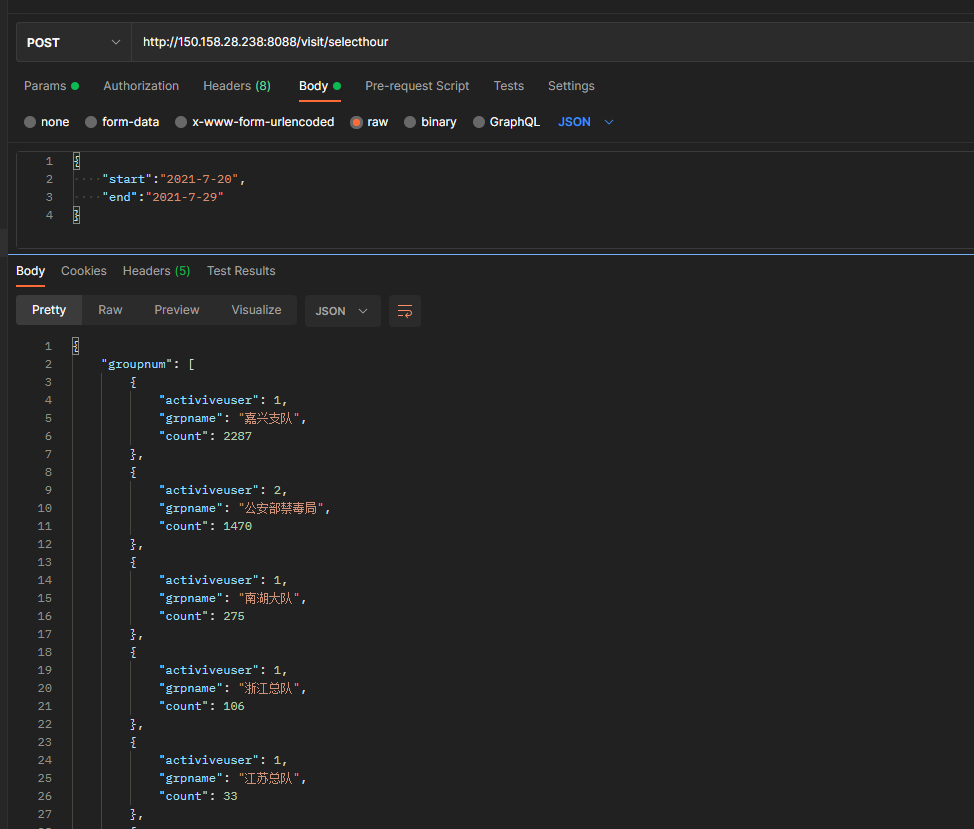 POST http://150.158.28.238:8088/visit/selecthour
Params Authorization Headers (8) Body Pre-request Script Tests Settings
none form-data x-www-form-urlencoded raw binary GraphQL JSON
1 {
2 ····"start":"2021-7-20",
3 ····"end":"2021-7-29"
4 }
Body Cookies Headers (5) Test Results
Pretty Raw Preview Visualize JSON
1 {
2 "groupnum": [
3 {
4 "activiveuser": 1,
5 "grpname": "嘉兴支队",
6 "count": 2287
7 },
8 {
9 "activiveuser": 2,
10 "grpname": "公安部禁毒局",
11 "count": 1470
12 },
13 {
14 "activiveuser": 1,
15 "grpname": "南湖大队",
16 "count": 275
17 },
18 {
19 "activiveuser": 1,
20 "grpname": "浙江总队",
21 "count": 106
22 },
23 {
24 "activiveuser": 1,
25 "grpname": "江苏总队",
26 "count": 33
27 },